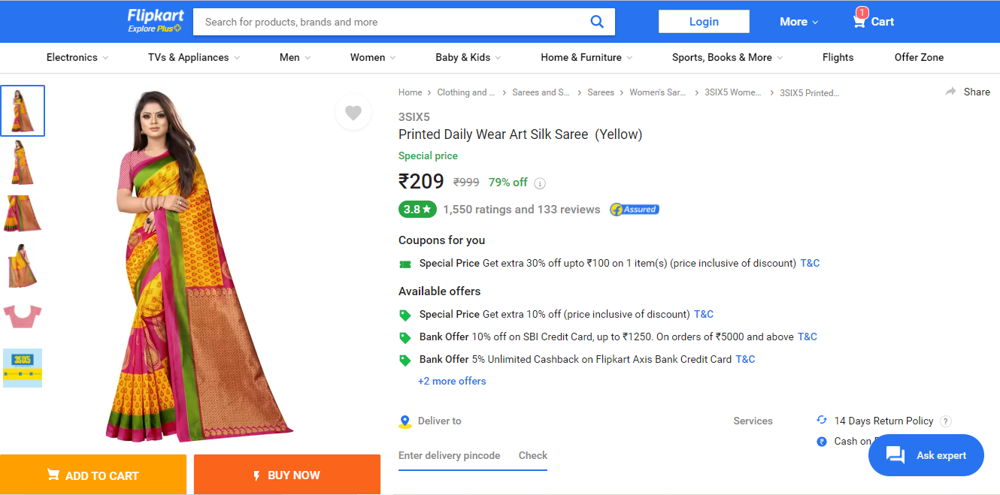 Flipkart
Explore Plus
Search for products, brands and more
Login
More
1
Cart
Electronics
TVs & Appliances
Men
Women
Baby & Kids
Home & Furniture
Sports, Books & More
Flights
Offer Zone
Home > Clothing and ... > Sarees and S... > Sarees > Women's Sar... > 3SIX5 Wome... > 3SIX5 Printed...
Share
3SIX5
Printed Daily Wear Art Silk Saree (Yellow)
Special price
₹209 ₹999 79% off i
3.8★ 1,550 ratings and 133 reviews f Assured
Coupons for you
Special Price Get extra 30% off upto ₹100 on 1 item(s) (price inclusive of discount) T&C
Available offers
Special Price Get extra 10% off (price inclusive of discount) T&C
Bank Offer 10% off on SBI Credit Card, up to ₹1250. On orders of ₹5000 and above T&C
Bank Offer 5% Unlimited Cashback on Flipkart Axis Bank Credit Card T&C
+2 more offers
Deliver to
Enter delivery pincode Check
Services
14 Days Return Policy ?
₹ Cash on
Ask expert
3SIX5
ADD TO CART
BUY NOW